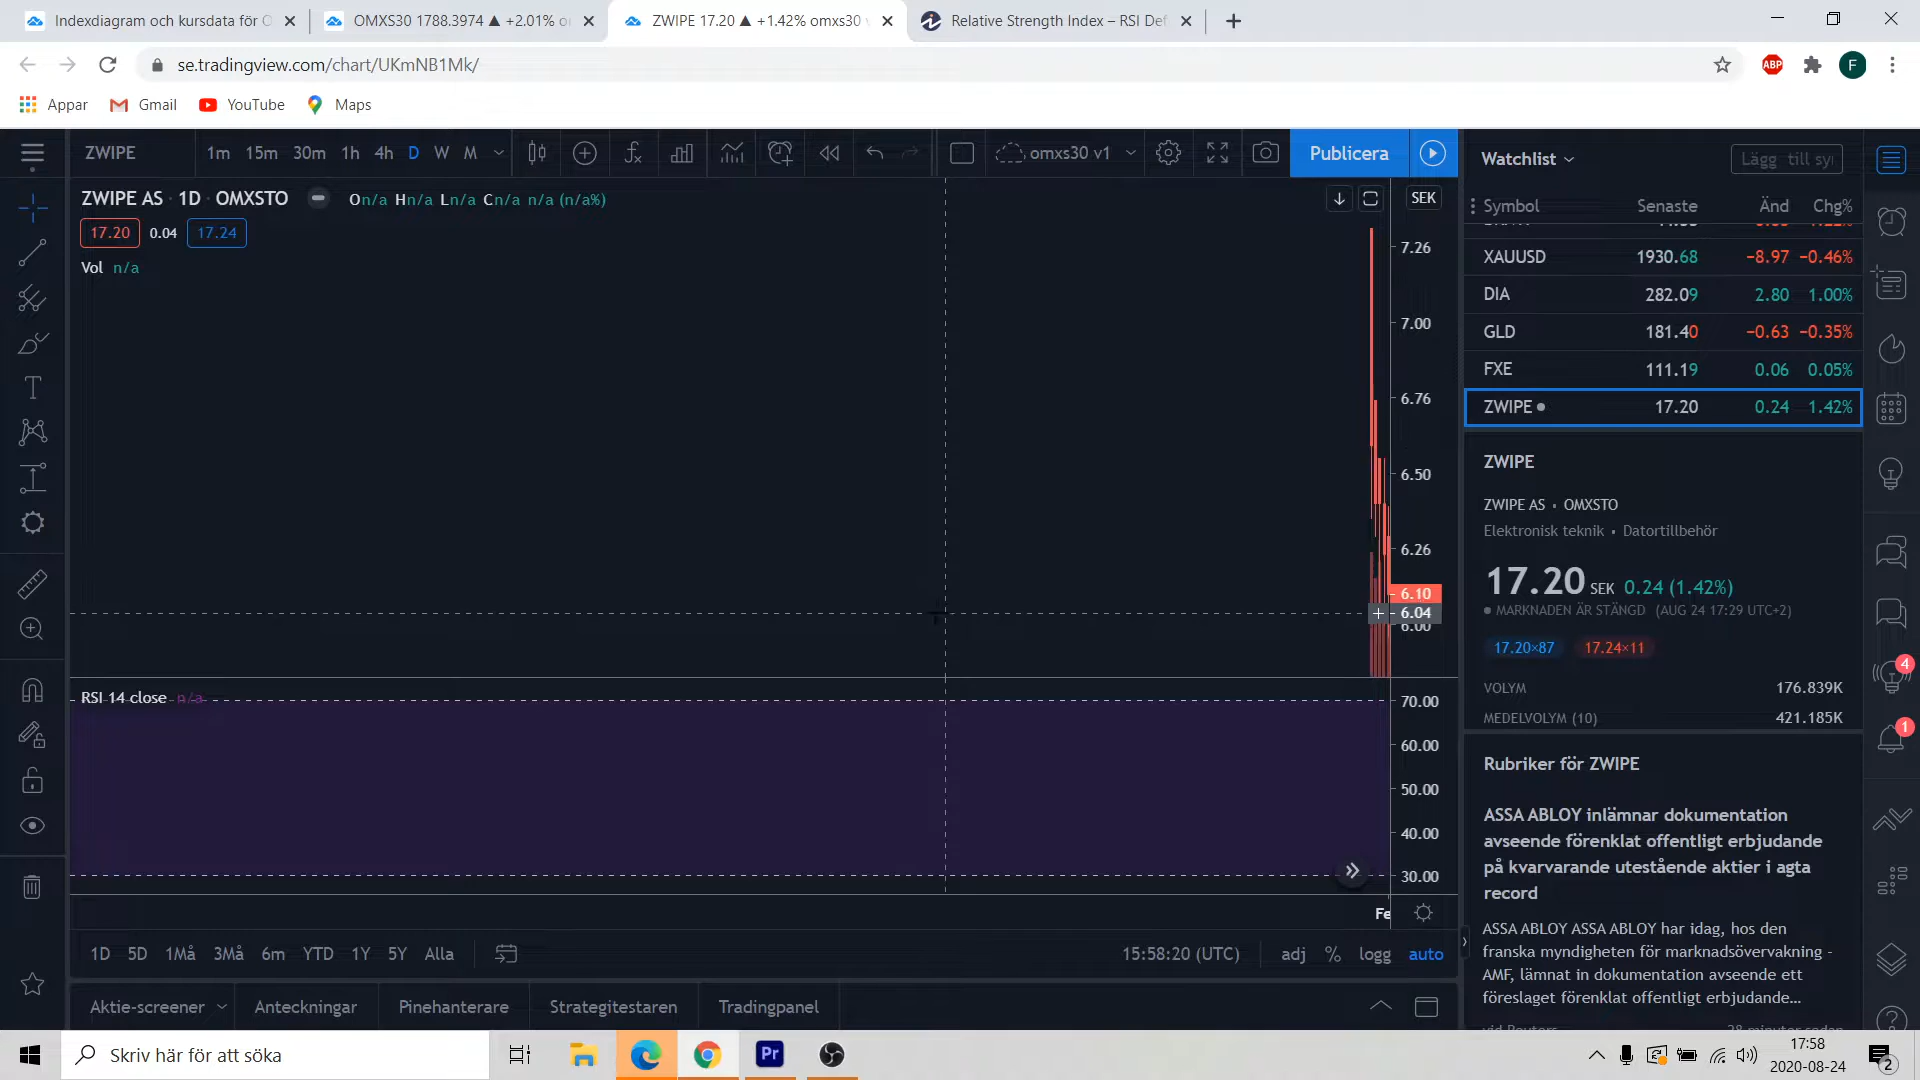 Indexdiagram och kursdata för O
OMXS30 1788.3974 ▲ +2.01% o
ZWIPE 17.20 ▲ +1.42% omxs30 v
Relative Strength Index – RSI Def
se.tradingview.com/chart/UKmNB1Mk/
ABP
F
Appar
Gmail
YouTube
Maps
ZWIPE
1m 15m 30m 1h 4h D W M
omxs30 v1
Publicera
ZWIPE AS · 1D · OMXSTO
On/a Hn/a Ln/a Cn/a n/a (n/a%)
17.20 0.04 17.24
Vol n/a
SEK
7.26
7.00
6.76
6.50
6.26
6.10
6.04
6.00
RSI 14 close n/a
70.00
60.00
50.00
40.00
30.00
Fe
1D 5D 1Må 3Må 6m YTD 1Y 5Y Alla
15:58:20 (UTC)
adj % logg auto
Aktie-screener
Anteckningar
Pinehanterare
Strategitestaren
Tradingpanel
Watchlist
Lägg till sy
Symbol Senaste Änd Chg%
XAUUSD 1930.68 −8.97 −0.46%
DIA 282.09 2.80 1.00%
GLD 181.40 −0.63 −0.35%
FXE 111.19 0.06 0.05%
ZWIPE 17.20 0.24 1.42%
ZWIPE
ZWIPE AS • OMXSTO
Elektronisk teknik • Datortillbehör
17.20 SEK 0.24 (1.42%)
MARKNADEN ÄR STÄNGD (AUG 24 17:29 UTC+2)
17.20×87 17.24×11
VOLYM 176.839K
MEDELVOLYM (10) 421.185K
Rubriker för ZWIPE
ASSA ABLOY inlämnar dokumentation
avseende förenklat offentligt erbjudande
på kvarvarande utestående aktier i agta
record
ASSA ABLOY ASSA ABLOY har idag, hos den
franska myndigheten för marknadsövervakning -
AMF, lämnat in dokumentation avseende ett
föreslaget förenklat offentligt erbjudande...
4
1
Skriv här för att söka
Pr
17:58
2020-08-24
2